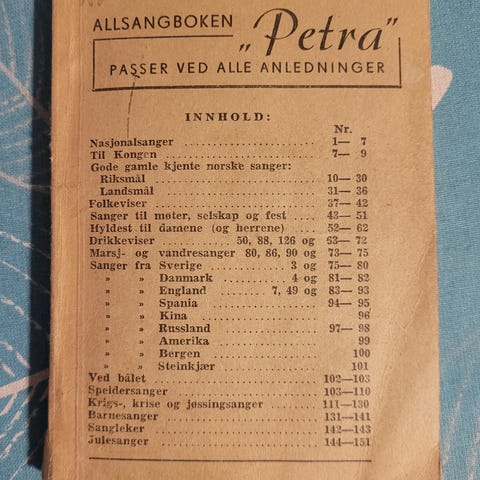 ALLSANGBOKEN
„Petra”
PASSER VED ALLE ANLEDNINGER
INNHOLD:
Nr.
Nasjonalsanger 1— 7
Til Kongen 7— 9
Gode gamle kjente norske sanger:
Riksmål 10— 30
Landsmål 31— 36
Folkeviser 37— 42
Sanger til møter, selskap og fest 43— 51
Hyldest til damene (og herrene) 52— 62
Drikkeviser 50, 88, 126 og 63— 72
Marsj- og vandresanger 80, 86, 90 og 73— 75
Sanger fra Sverige 3 og 75— 80
» » Danmark 4 og 81— 82
» » England 7, 49 og 83— 93
» » Spania 94— 95
» » Kina 96
» » Russland 97— 98
» » Amerika 99
» » Bergen 100
» » Steinkjær 101
Ved bålet 102—103
Speidersanger 103—110
Krigs-, krise og jøssingsanger 111—130
Barnesanger 131—141
Sangleker 142—143
Julesanger 144—151